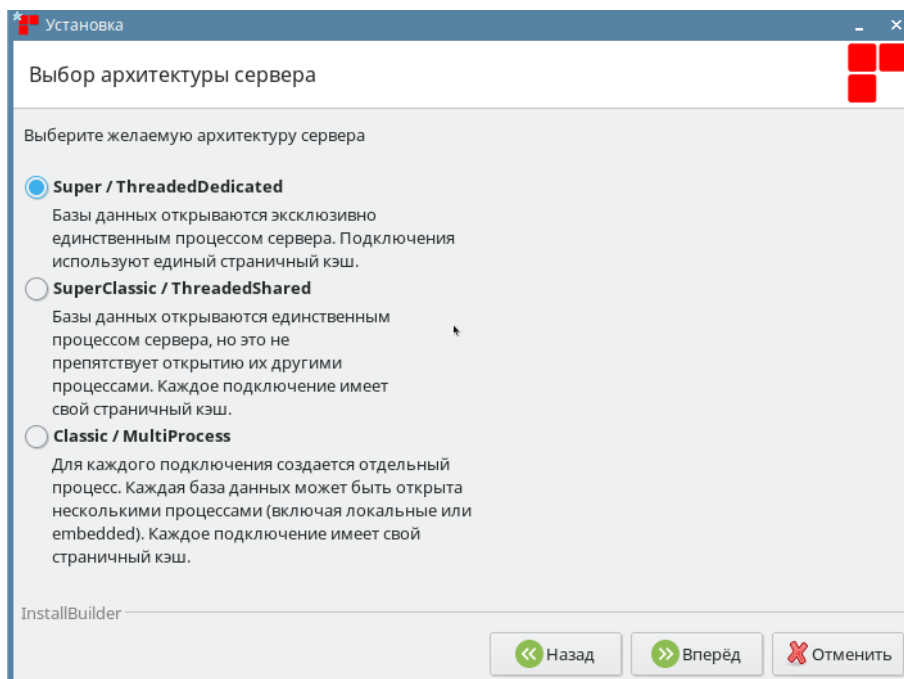 Установка
Выбор архитектуры сервера
Выберите желаемую архитектуру сервера
Super / ThreadedDedicated
Базы данных открываются эксклюзивно
единственным процессом сервера. Подключения
используют единый страничный кэш.
SuperClassic / ThreadedShared
Базы данных открываются единственным
процессом сервера, но это не
препятствует открытию их другими
процессами. Каждое подключение имеет
свой страничный кэш.
Classic / MultiProcess
Для каждого подключения создается отдельный
процесс. Каждая база данных может быть открыта
несколькими процессами (включая локальные или
embedded). Каждое подключение имеет свой
страничный кэш.
InstallBuilder
Назад Вперёд Отменить